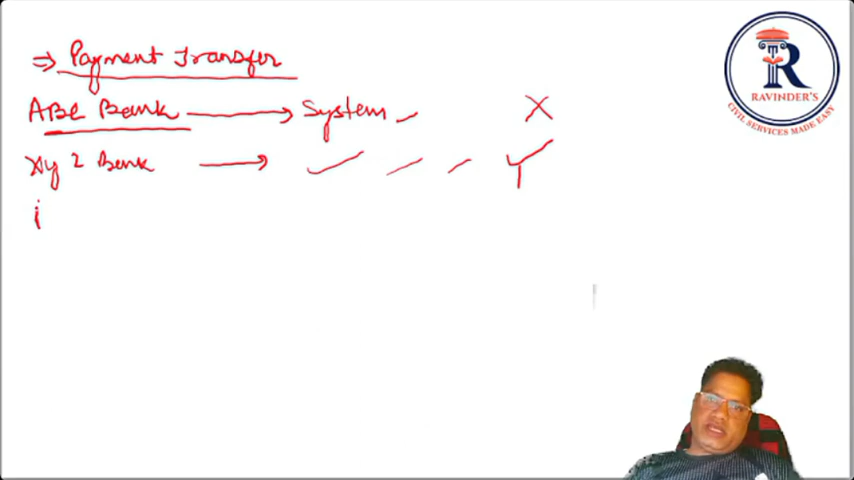 ⇒ Payment Transfer
ABC Bank → System
X
Xyz Bank →
R
RAVINDER'S
CIVIL SERVICES MADE EASY